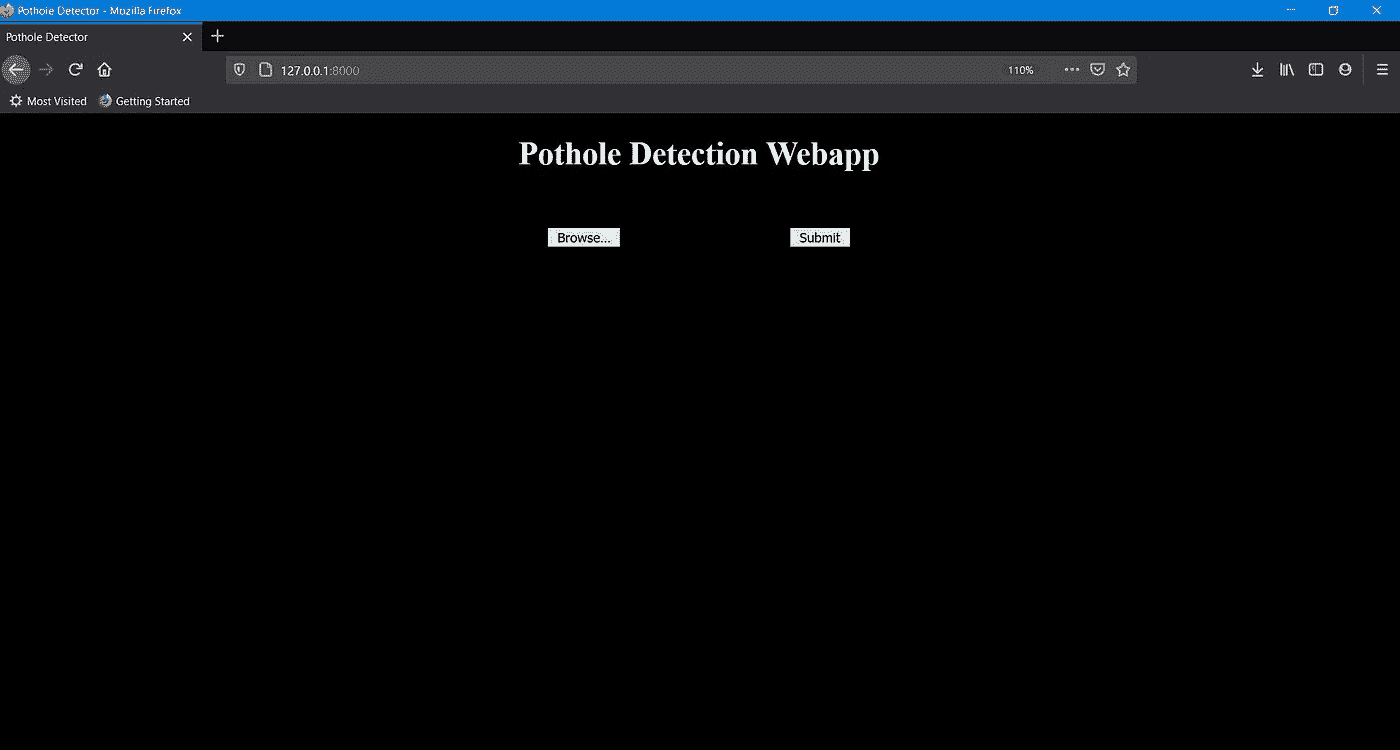 Pothole Detector - Mozilla Firefox
Pothole Detector
127.0.0.1:8000
110%
Most Visited
Getting Started
Pothole Detection Webapp
Browse...
Submit